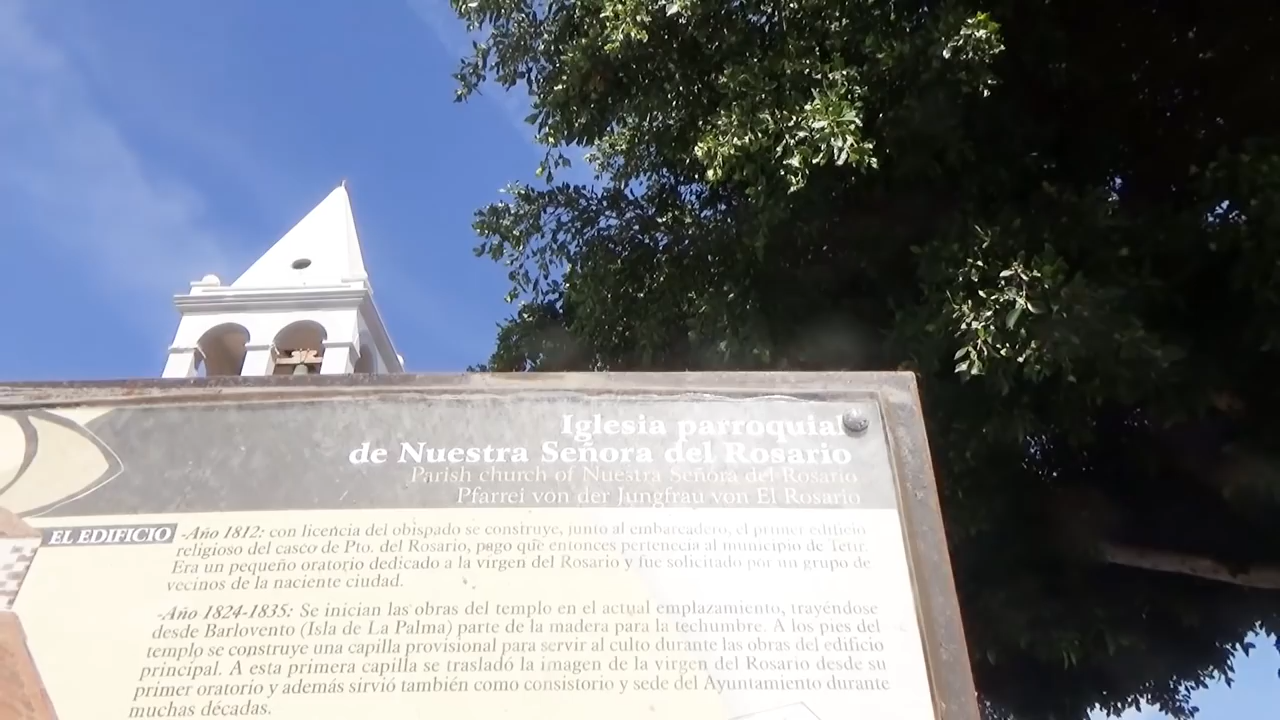 Iglesia parroquial
de Nuestra Señora del Rosario
Parish church of Nuestra Señora del Rosario
Pfarrei von der Jungfrau von El Rosario
EL EDIFICIO
-Año 1812: con licencia del obispado se construye, junto al embarcadero, el primer edificio
religioso del casco de Pto. del Rosario, pago que entonces pertenecía al municipio de Tetir.
Era un pequeño oratorio dedicado a la virgen del Rosario y fue solicitado por un grupo de
vecinos de la naciente ciudad.
-Año 1824-1835: Se inician las obras del templo en el actual emplazamiento, trayéndose
desde Barlovento (Isla de La Palma) parte de la madera para la techumbre. A los pies del
templo se construye una capilla provisional para servir al culto durante las obras del edificio
principal. A esta primera capilla se trasladó la imagen de la virgen del Rosario desde su
primer oratorio y además sirvió también como consistorio y sede del Ayuntamiento durante
muchas décadas.